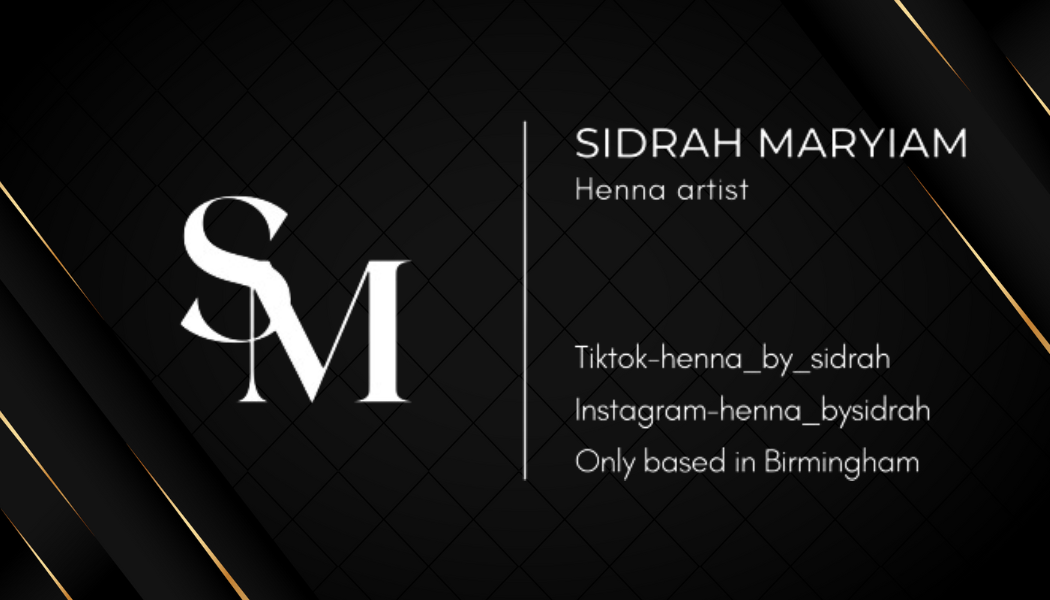 SM
SIDRAH MARYIAM
Henna artist
Tiktok-henna_by_sidrah
Instagram-henna_bysidrah
Only based in Birmingham